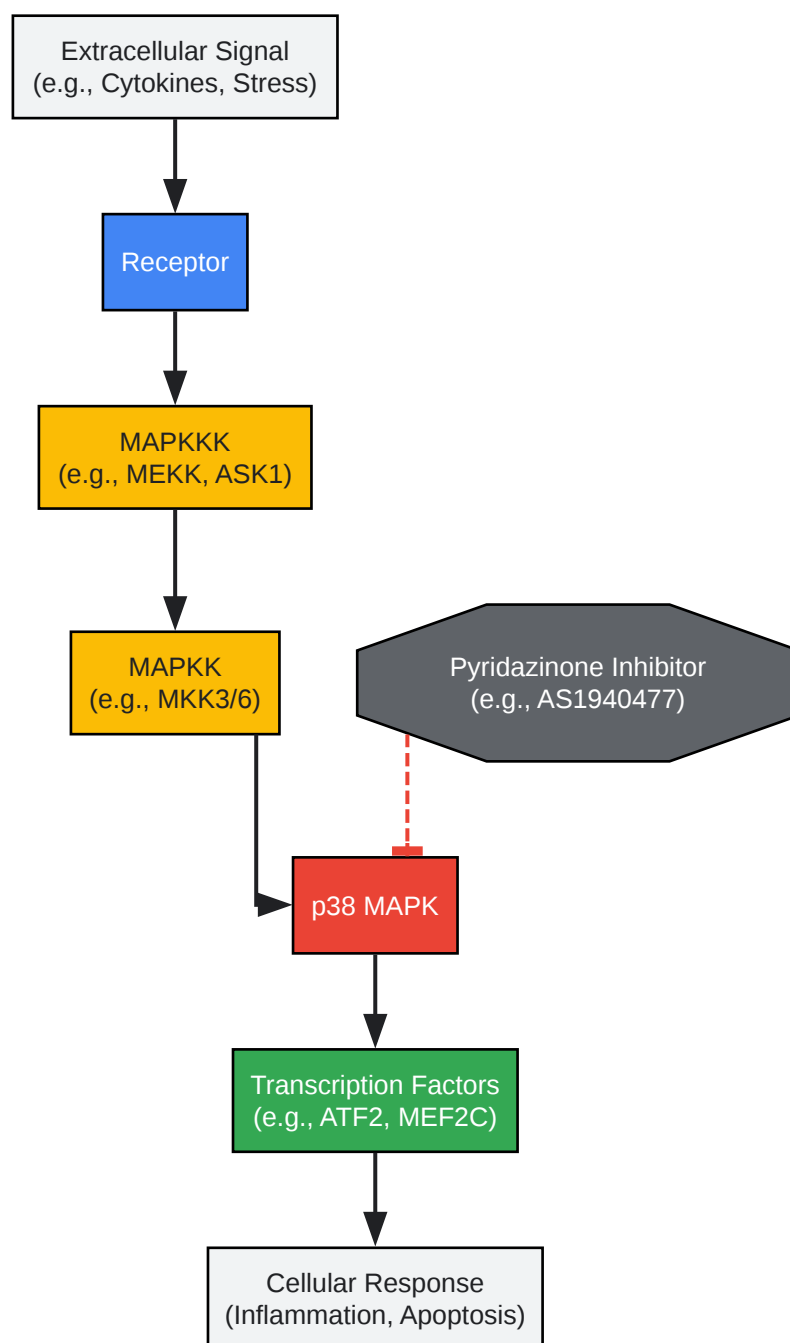 Extracellular Signal
(e.g., Cytokines, Stress)
Receptor
MAPKKK
(e.g., MEKK, ASK1)
MAPKK
(e.g., MKK3/6)
Pyridazinone Inhibitor
(e.g., AS1940477)
p38 MAPK
Transcription Factors
(e.g., ATF2, MEF2C)
Cellular Response
(Inflammation, Apoptosis)